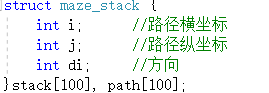 struct maze_stack {
    int i;      //路径横坐标
    int j;      //路径纵坐标
    int di;     //方向
}stack[100], path[100];